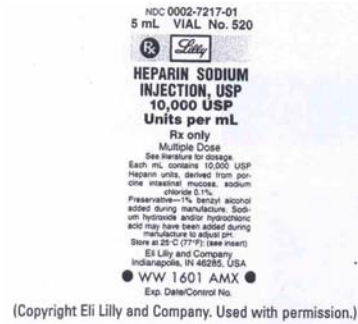 NDC 0002-7217-01
5 mL VIAL No. 520
Rx Lilly
HEPARIN SODIUM
INJECTION, USP
10,000 USP
Units per mL
Rx only
Multiple Dose
See literature for dosage.
Each mL contains 10,000 USP
Heparin units, derived from por-
cine intestinal mucosa, sodium
chloride 0.1%.
Preservative—1% benzyl alcohol
added during manufacture. Sodi-
um hydroxide and/or hydrochloric
acid may have been added during
manufacture to adjust pH.
Store at 25°C (77°F); (see insert)
Eli Lilly and Company
Indianapolis, IN 46285, USA
WW 1601 AMX
Exp. Date/Control No.
(Copyright Eli Lilly and Company. Used with permission.)